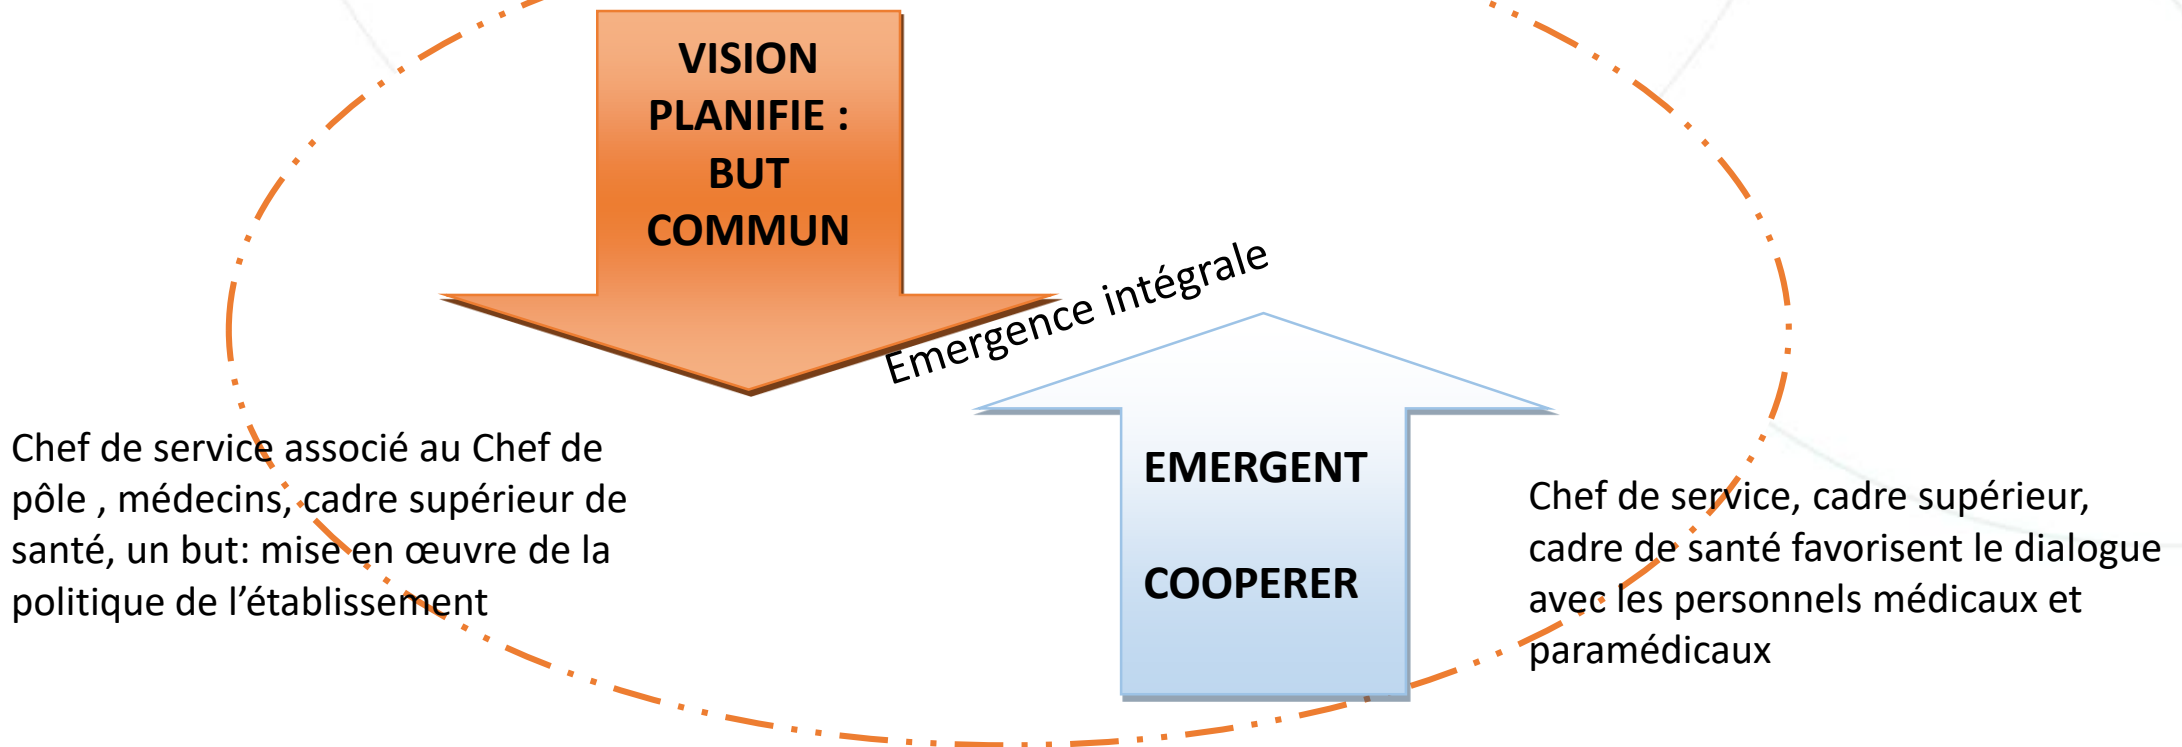 VISION
PLANIFIE :
BUT
COMMUN
Emergence intégrale
Chef de service associé au Chef de
pôle , médecins, cadre supérieur de
santé, un but: mise en œuvre de la
politique de l’établissement
EMERGENT
COOPERER
Chef de service, cadre supérieur,
cadre de santé favorisent le dialogue
avec les personnels médicaux et
paramédicaux